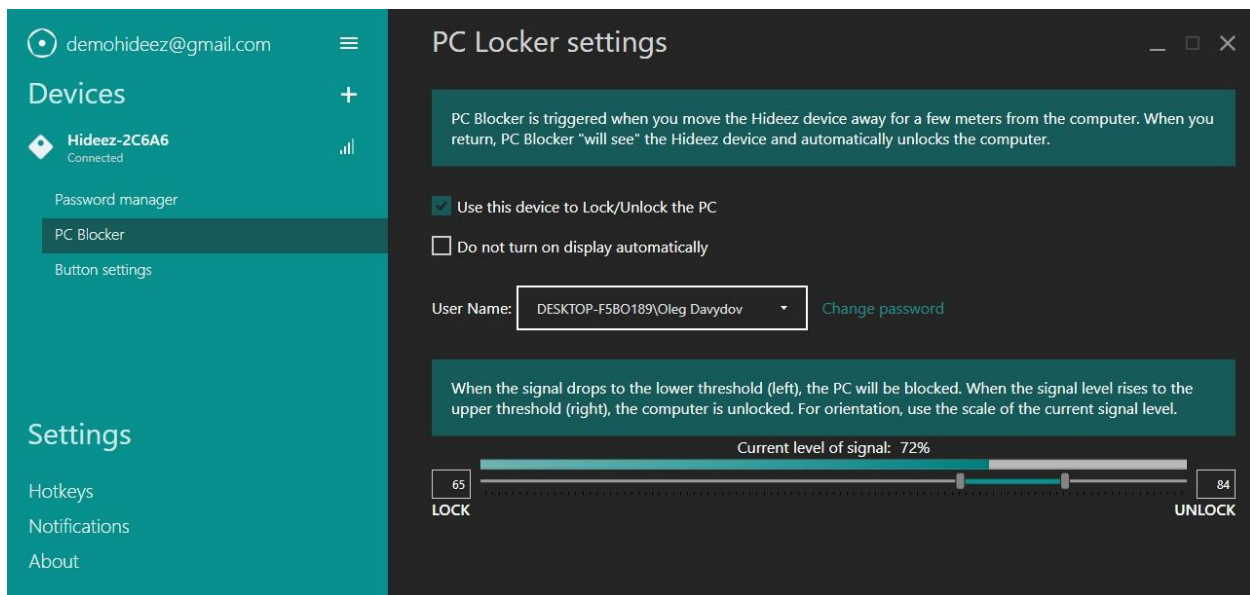 demohideez@gmail.com
Devices
+
Hideez-2C6A6
Connected
Password manager
PC Blocker
Button settings
Settings
Hotkeys
Notifications
About
PC Locker settings
PC Blocker is triggered when you move the Hideez device away for a few meters from the computer. When you
return, PC Blocker "will see" the Hideez device and automatically unlocks the computer.
Use this device to Lock/Unlock the PC
Do not turn on display automatically
User Name: DESKTOP-F5BO189\Oleg Davydov Change password
When the signal drops to the lower threshold (left), the PC will be blocked. When the signal level rises to the
upper threshold (right), the computer is unlocked. For orientation, use the scale of the current signal level.
Current level of signal: 72%
65 84
LOCK UNLOCK